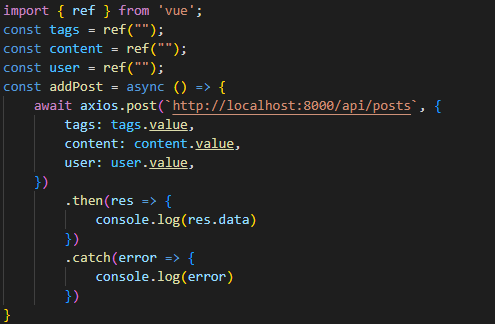 import { ref } from 'vue';
const tags = ref("");
const content = ref("");
const user = ref("");
const addPost = async () => {
    await axios.post(`http://localhost:8000/api/posts`, {
        tags: tags.value,
        content: content.value,
        user: user.value,
    })
        .then(res => {
            console.log(res.data)
        })
        .catch(error => {
            console.log(error)
        })
}